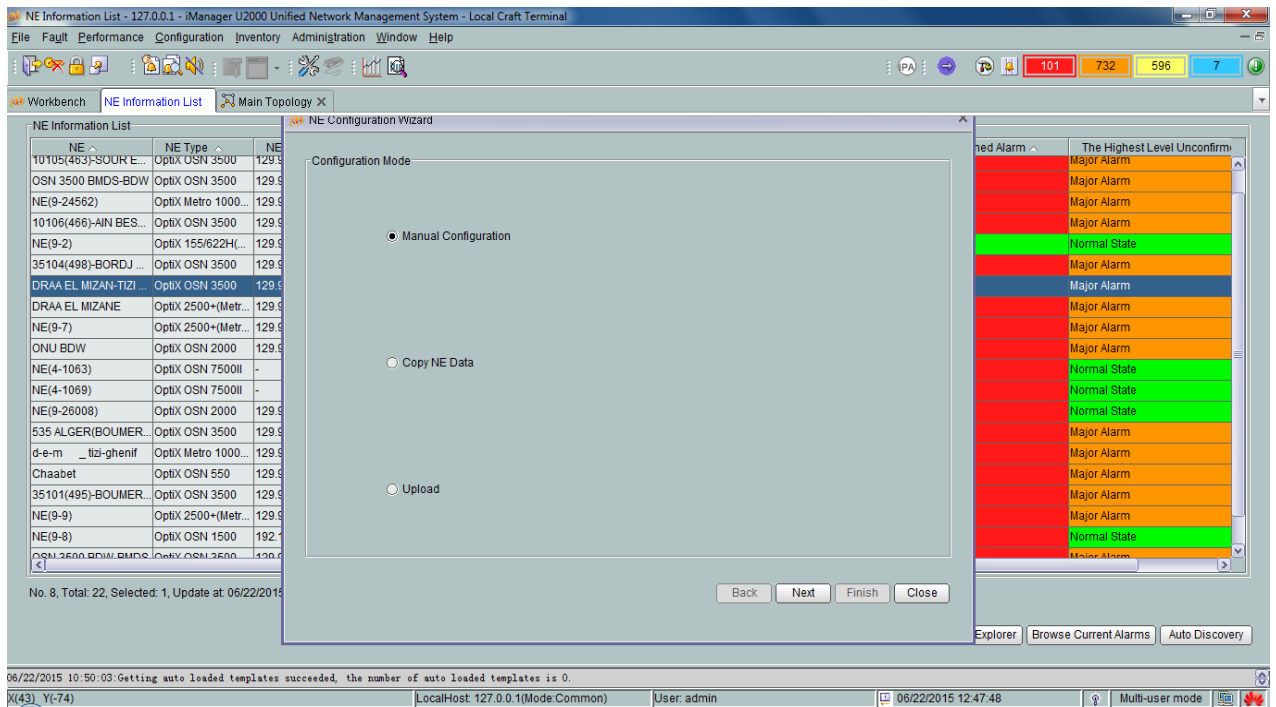 NE Information List - 127.0.0.1 - iManager U2000 Unified Network Management System - Local Craft Terminal
File Fault Performance Configuration Inventory Administration Window Help
101 732 596 7
Workbench NE Information List Main Topology
NE Information List
NE Configuration Wizard
NE NE Type NE
ned Alarm The Highest Level Unconfirme
10105(463)-SOUR E... OptiX OSN 3500 129.9 Major Alarm
OSN 3500 BMDS-BDW OptiX OSN 3500 129.9 Major Alarm
NE(9-24562) OptiX Metro 1000... 129.9 Major Alarm
10106(466)-AIN BES... OptiX OSN 3500 129.9 Major Alarm
NE(9-2) OptiX 155/622H(... 129.9 Normal State
35104(498)-BORDJ ... OptiX OSN 3500 129.9 Major Alarm
DRAA EL MIZAN-TIZI ... OptiX OSN 3500 129.9 Major Alarm
DRAA EL MIZANE OptiX 2500+(Metr... 129.9 Major Alarm
NE(9-7) OptiX 2500+(Metr... 129.9 Major Alarm
ONU BDW OptiX OSN 2000 129.9 Major Alarm
NE(4-1063) OptiX OSN 7500II - Normal State
NE(4-1069) OptiX OSN 7500II - Normal State
NE(9-26008) OptiX OSN 2000 129.9 Normal State
535 ALGER(BOUMER... OptiX OSN 3500 129.9 Major Alarm
d-e-m _ tizi-ghenif OptiX Metro 1000... 129.9 Major Alarm
Chaabet OptiX OSN 550 129.9 Major Alarm
35101(495)-BOUMER... OptiX OSN 3500 129.9 Major Alarm
NE(9-9) OptiX 2500+(Metr... 129.9 Major Alarm
NE(9-8) OptiX OSN 1500 192.1 Normal State
OSN 3500 BDW-BMDS OptiX OSN 3500 129.9 Major Alarm
Configuration Mode
Manual Configuration
Copy NE Data
Upload
Back Next Finish Close
No. 8, Total: 22, Selected: 1, Update at: 06/22/2015
Explorer Browse Current Alarms Auto Discovery
06/22/2015 10:50:03:Getting auto loaded templates succeeded, the number of auto loaded templates is 0.
X(43) Y(-74) LocalHost: 127.0.0.1(Mode:Common) User: admin 06/22/2015 12:47:48 Multi-user mode